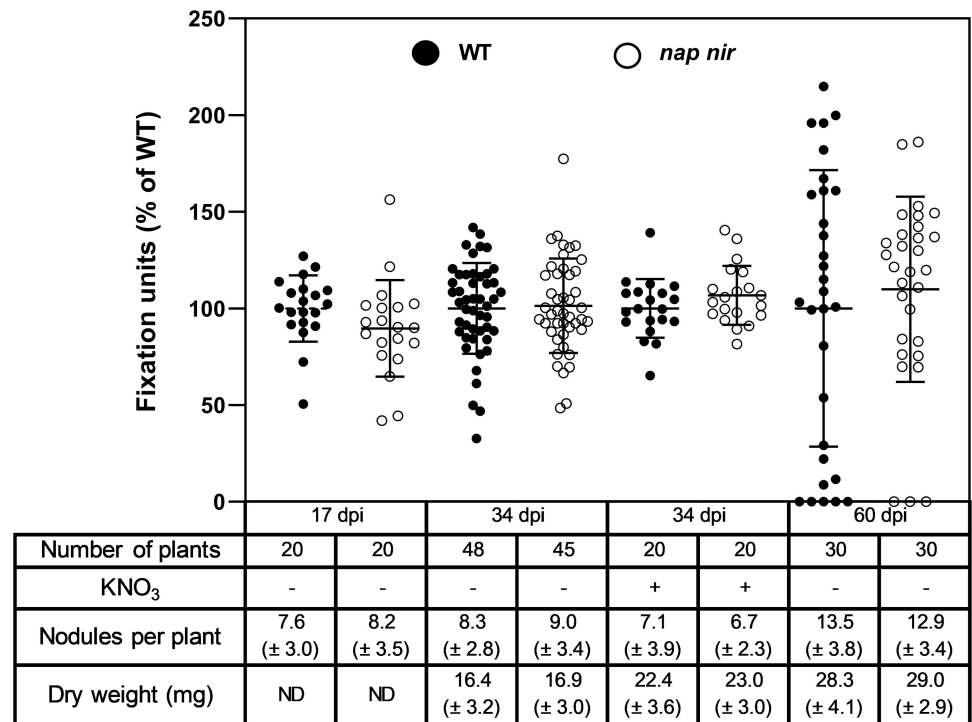 250
WT nap nir
200
150
100
50
0
Fixation units (% of WT)
17 dpi 34 dpi 34 dpi 60 dpi
Number of plants 20 20 48 45 20 20 30 30
KNO₃ - - - - + + - -
Nodules per plant 7.6 8.2 8.3 9.0 7.1 6.7 13.5 12.9
(± 3.0) (± 3.5) (± 2.8) (± 3.4) (± 3.9) (± 2.3) (± 3.8) (± 3.4)
Dry weight (mg) ND ND 16.4 16.9 22.4 23.0 28.3 29.0
(± 3.2) (± 3.0) (± 3.6) (± 3.0) (± 4.1) (± 2.9)